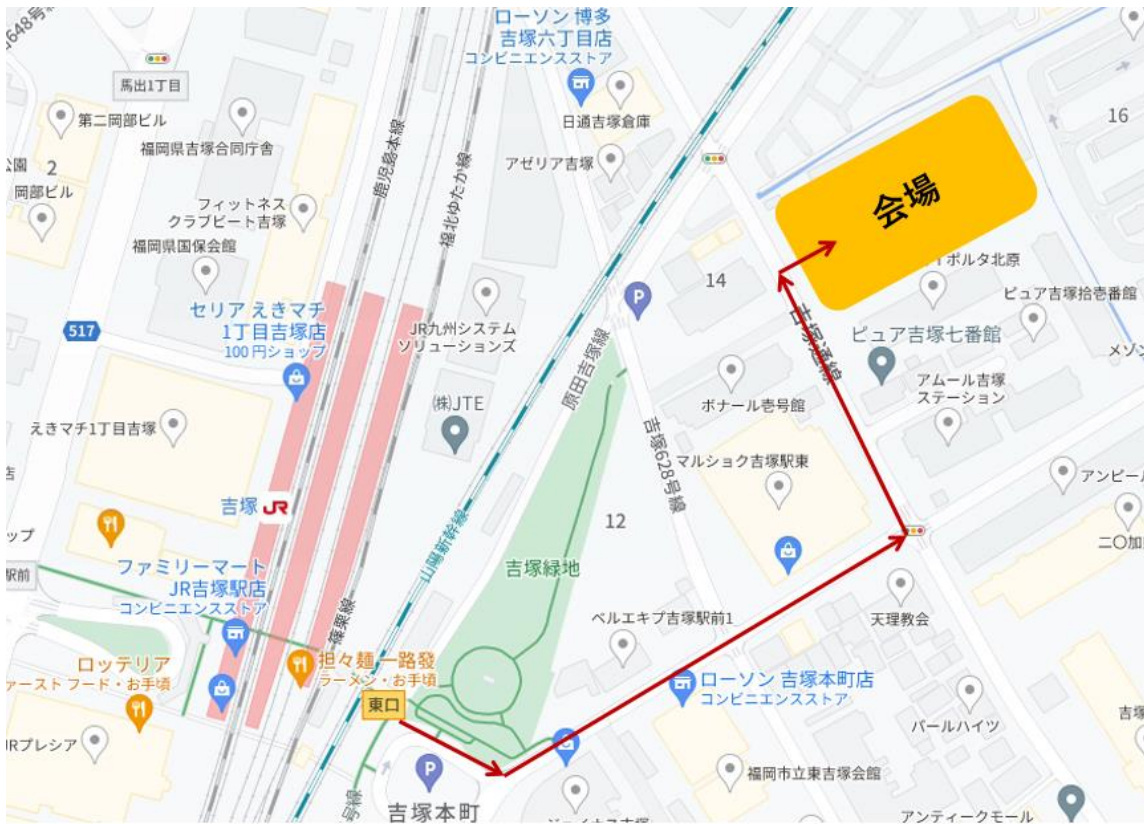 ローソン 博多
吉塚六丁目店
コンビニエンスストア
馬出1丁目
第二岡部ビル
福岡県吉塚合同庁舎
日通吉塚倉庫
16
公園
2
岡部ビル
フィットネス
クラブビート吉塚
鹿児島本線
福北ゆたか線
アゼリア吉塚
会場
福岡県国保会館
セリア えきマチ
1丁目吉塚店
100 円ショップ
517
JR九州システム
ソリューションズ
14
ポルタ北原
ピュア吉塚拾壱番館
吉塚通線
ピュア吉塚七番館
メゾン
原田吉塚線
(株)JTE
ボナール壱号館
アムール吉塚
ステーション
えきマチ1丁目吉塚
店
吉塚628号線
マルショク吉塚駅東
アンピール
吉塚 JR
ップ
山陽新幹線
12
二〇加
駅前
ファミリーマート
JR吉塚駅店
コンビニエンスストア
吉塚緑地
篠栗線
ベルエキプ吉塚駅前1
天理教会
ロッテリア
ァースト フード・お手頃
担々麺 一路發
ラーメン・お手頃
東口
ローソン 吉塚本町店
コンビニエンスストア
JRプレシア
パールハイツ
吉塚
P
福岡市立東吉塚会館
号線
吉塚本町
ジェイナス吉塚
アンティークモール